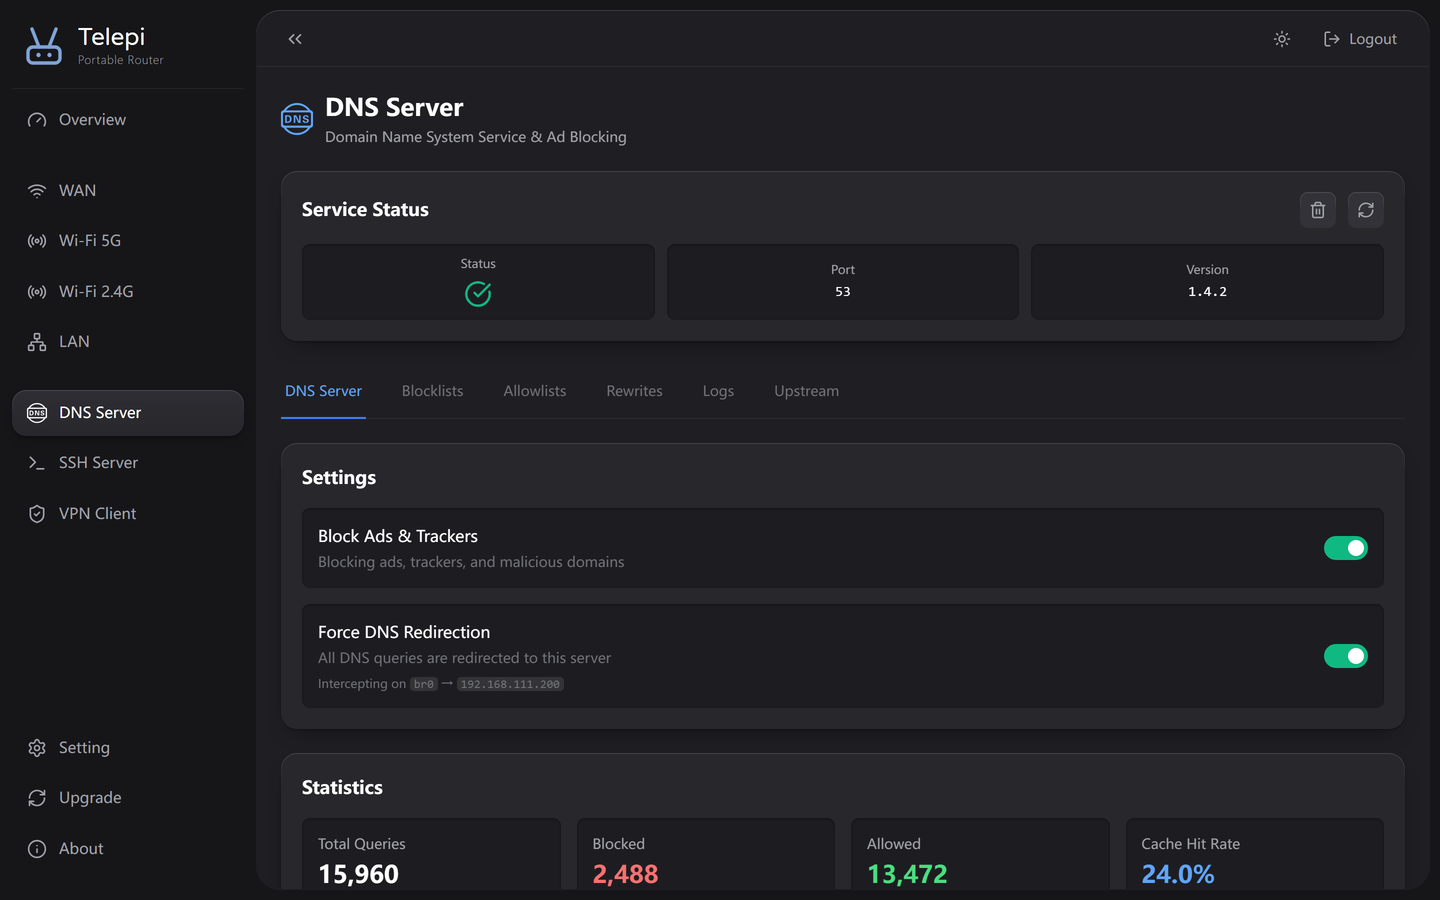 Telepi
Portable Router
Logout
Overview
WAN
Wi-Fi 5G
Wi-Fi 2.4G
LAN
DNS
DNS Server
SSH Server
VPN Client
Setting
Upgrade
About
DNS
DNS Server
Domain Name System Service & Ad Blocking
Service Status
Status
Port
53
Version
1.4.2
DNS Server
Blocklists
Allowlists
Rewrites
Logs
Upstream
Settings
Block Ads & Trackers
Blocking ads, trackers, and malicious domains
Force DNS Redirection
All DNS queries are redirected to this server
Intercepting on br0 → 192.168.111.200
Statistics
Total Queries
15,960
Blocked
2,488
Allowed
13,472
Cache Hit Rate
24.0%